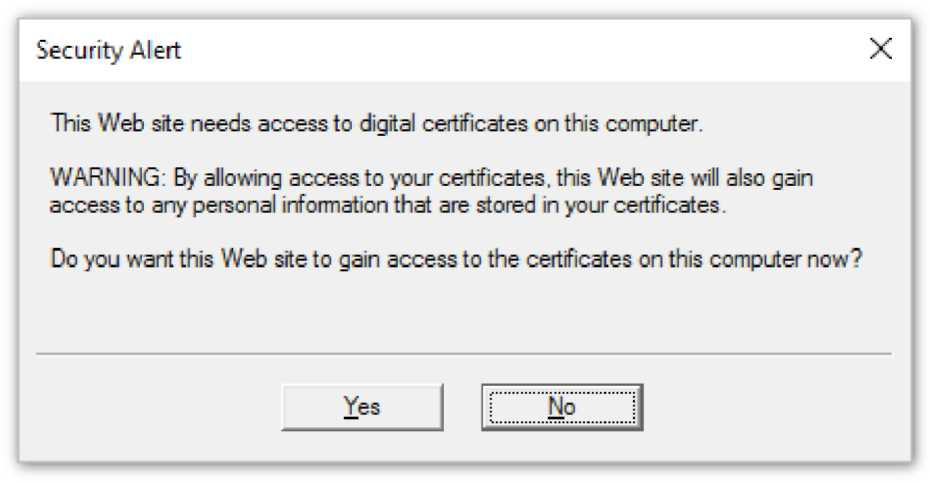 Security Alert
This Web site needs access to digital certificates on this computer.
WARNING: By allowing access to your certificates, this Web site will also gain
access to any personal information that are stored in your certificates.
Do you want this Web site to gain access to the certificates on this computer now?
Yes No